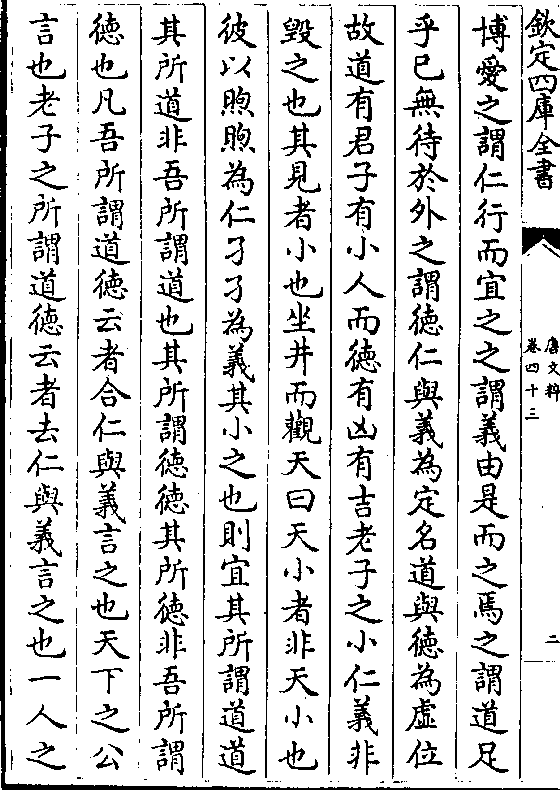 欽定四庫全書
唐文粹
卷四十三
二
博愛之謂仁行而宜之之謂義由是而之焉之謂道足
乎已無待於外之謂德仁與義為定名道與德為虛位
故道有君子有小人而德有凶有吉老子之小仁義非
毀之也其見者小也坐井而觀天曰天小者非天小也
彼以煦煦為仁孑孑為義其小之也則宜其所謂道道
其所道非吾所謂道也其所謂德德其所德非吾所謂
德也凡吾所謂道德云者合仁與義言之也天下之公
言也老子之所謂道德云者去仁與義言之也一人之